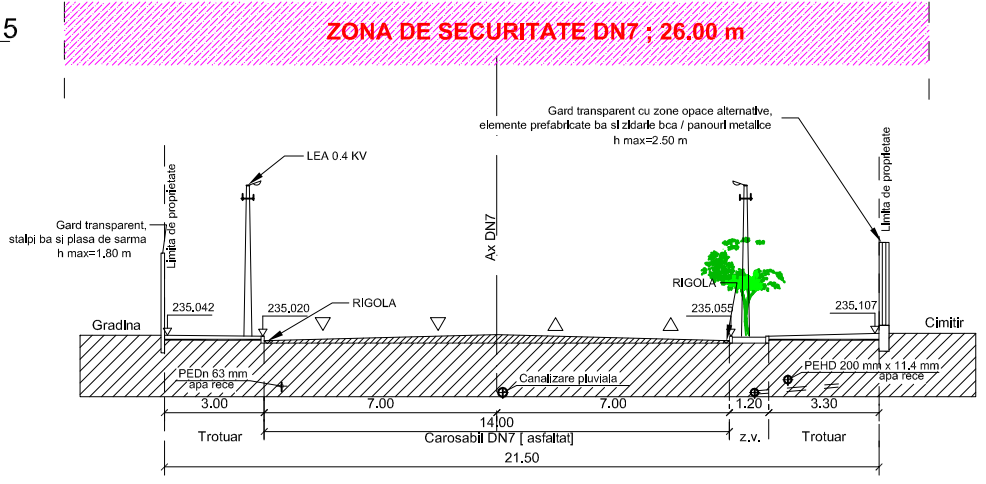 5
ZONA DE SECURITATE DN7 ; 26.00 m
Gard transparent cu zone opace alternative,
elemente prefabricate ba si zidarie bca / panouri metalice
h max=2.50 m
LEA 0.4 KV
Limita de proprietate
Limita de proprietate
Gard transparent,
stalpi ba si plasa de sarma
h max=1.80 m
Ax DN7
RIGOLA
RIGOLA
235.042
235.020
235.055
235.107
Gradina
Cimitir
PEDn 63 mm
apa rece
Canalizare pluviala
PEHD 200 mm x 11.4 mm
apa rece
3.00
7.00
7.00
1.20
3.30
14.00
Trotuar
Carosabil DN7 [ asfaltat]
z.v.
Trotuar
21.50